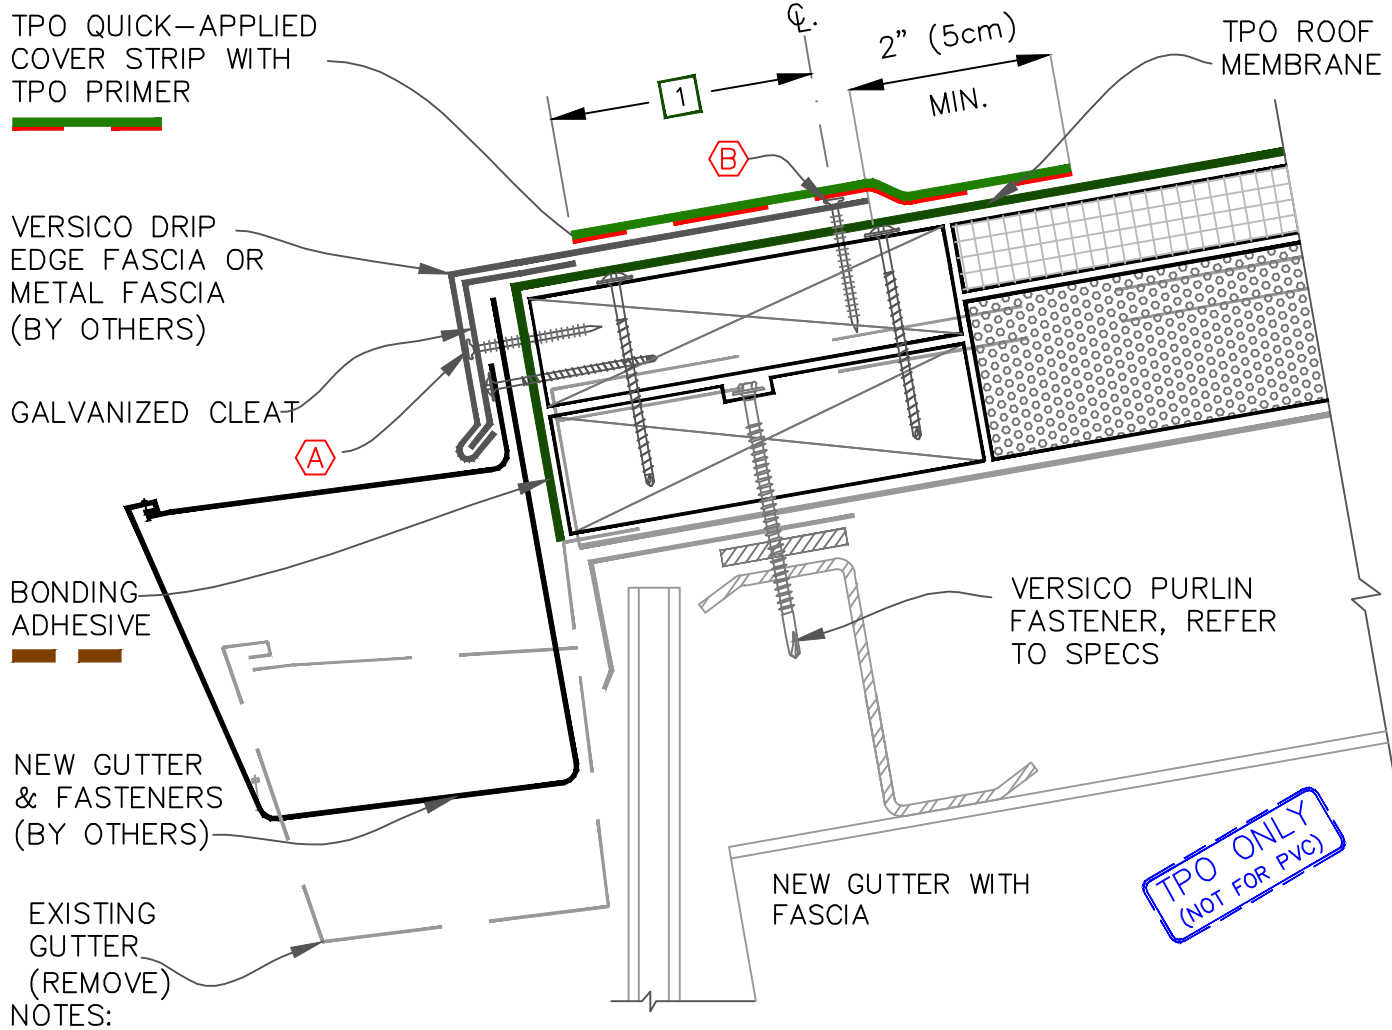 TPO QUICK-APPLIED
COVER STRIP WITH
TPO PRIMER
℄.
2" (5cm)
MIN.
1
TPO ROOF
MEMBRANE
B
VERSICO DRIP
EDGE FASCIA OR
METAL FASCIA
(BY OTHERS)
GALVANIZED CLEAT
A
BONDING
ADHESIVE
VERSICO PURLIN
FASTENER, REFER
TO SPECS
NEW GUTTER
& FASTENERS
(BY OTHERS)
NEW GUTTER WITH
FASCIA
TPO ONLY
(NOT FOR PVC)
EXISTING
GUTTER
(REMOVE)
NOTES: